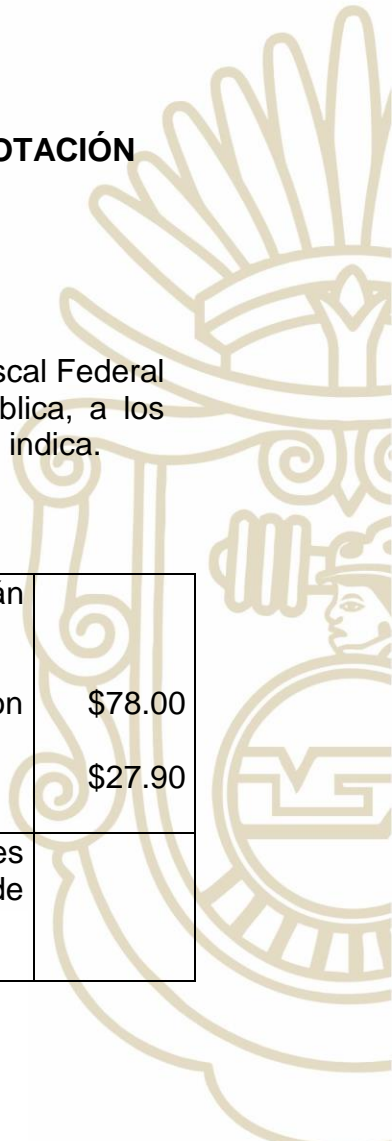 OTACIÓN
scal Federal
blica, a los
indica.
án
on
$78.00
$27.90
es
de